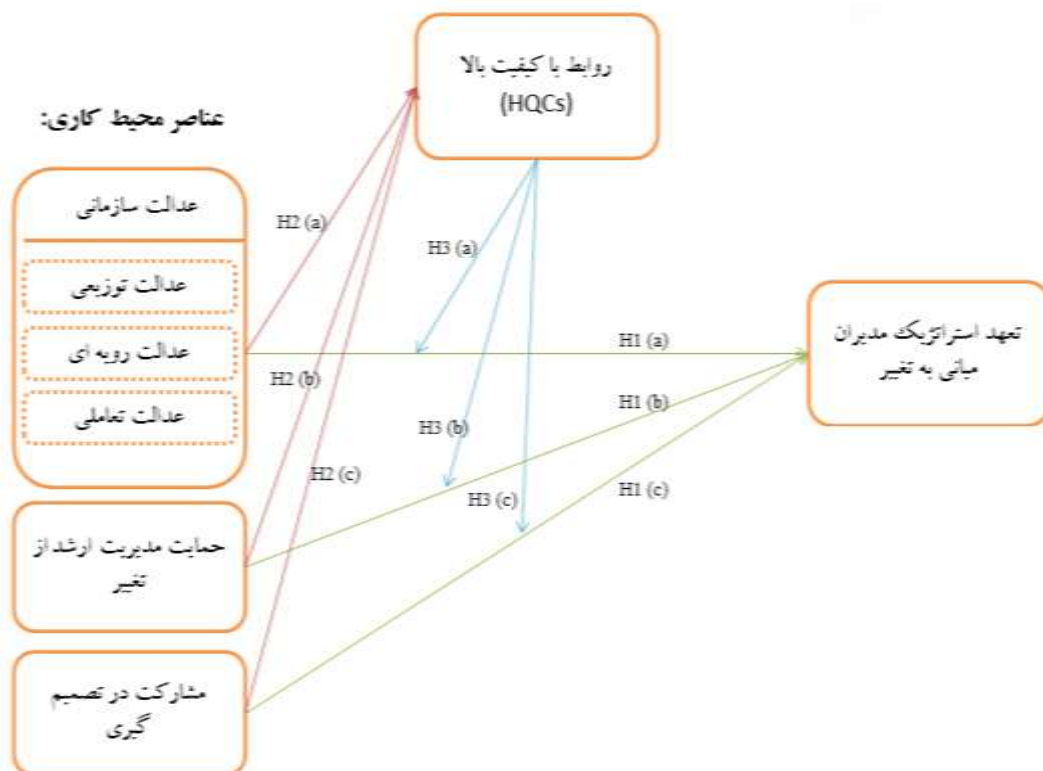 روابط با کیفیت بالا
(HQCs)
عناصر محیط کاری:
عدالت سازمانی
عدالت توزیعی
عدالت رویه ای
عدالت تعاملی
حمایت مدیریت ارشد از
تغییر
مشارکت در تصمیم
گیری
H2 (a)
H2 (b)
H2 (c)
H3 (a)
H3 (b)
H3 (c)
H1 (a)
H1 (b)
H1 (c)
تعهد استراتژیک مدیران
میانی به تغییر